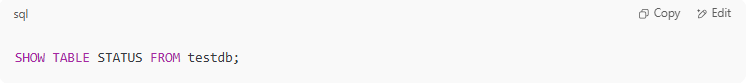 sql
Copy
Edit
SHOW TABLE STATUS FROM testdb;